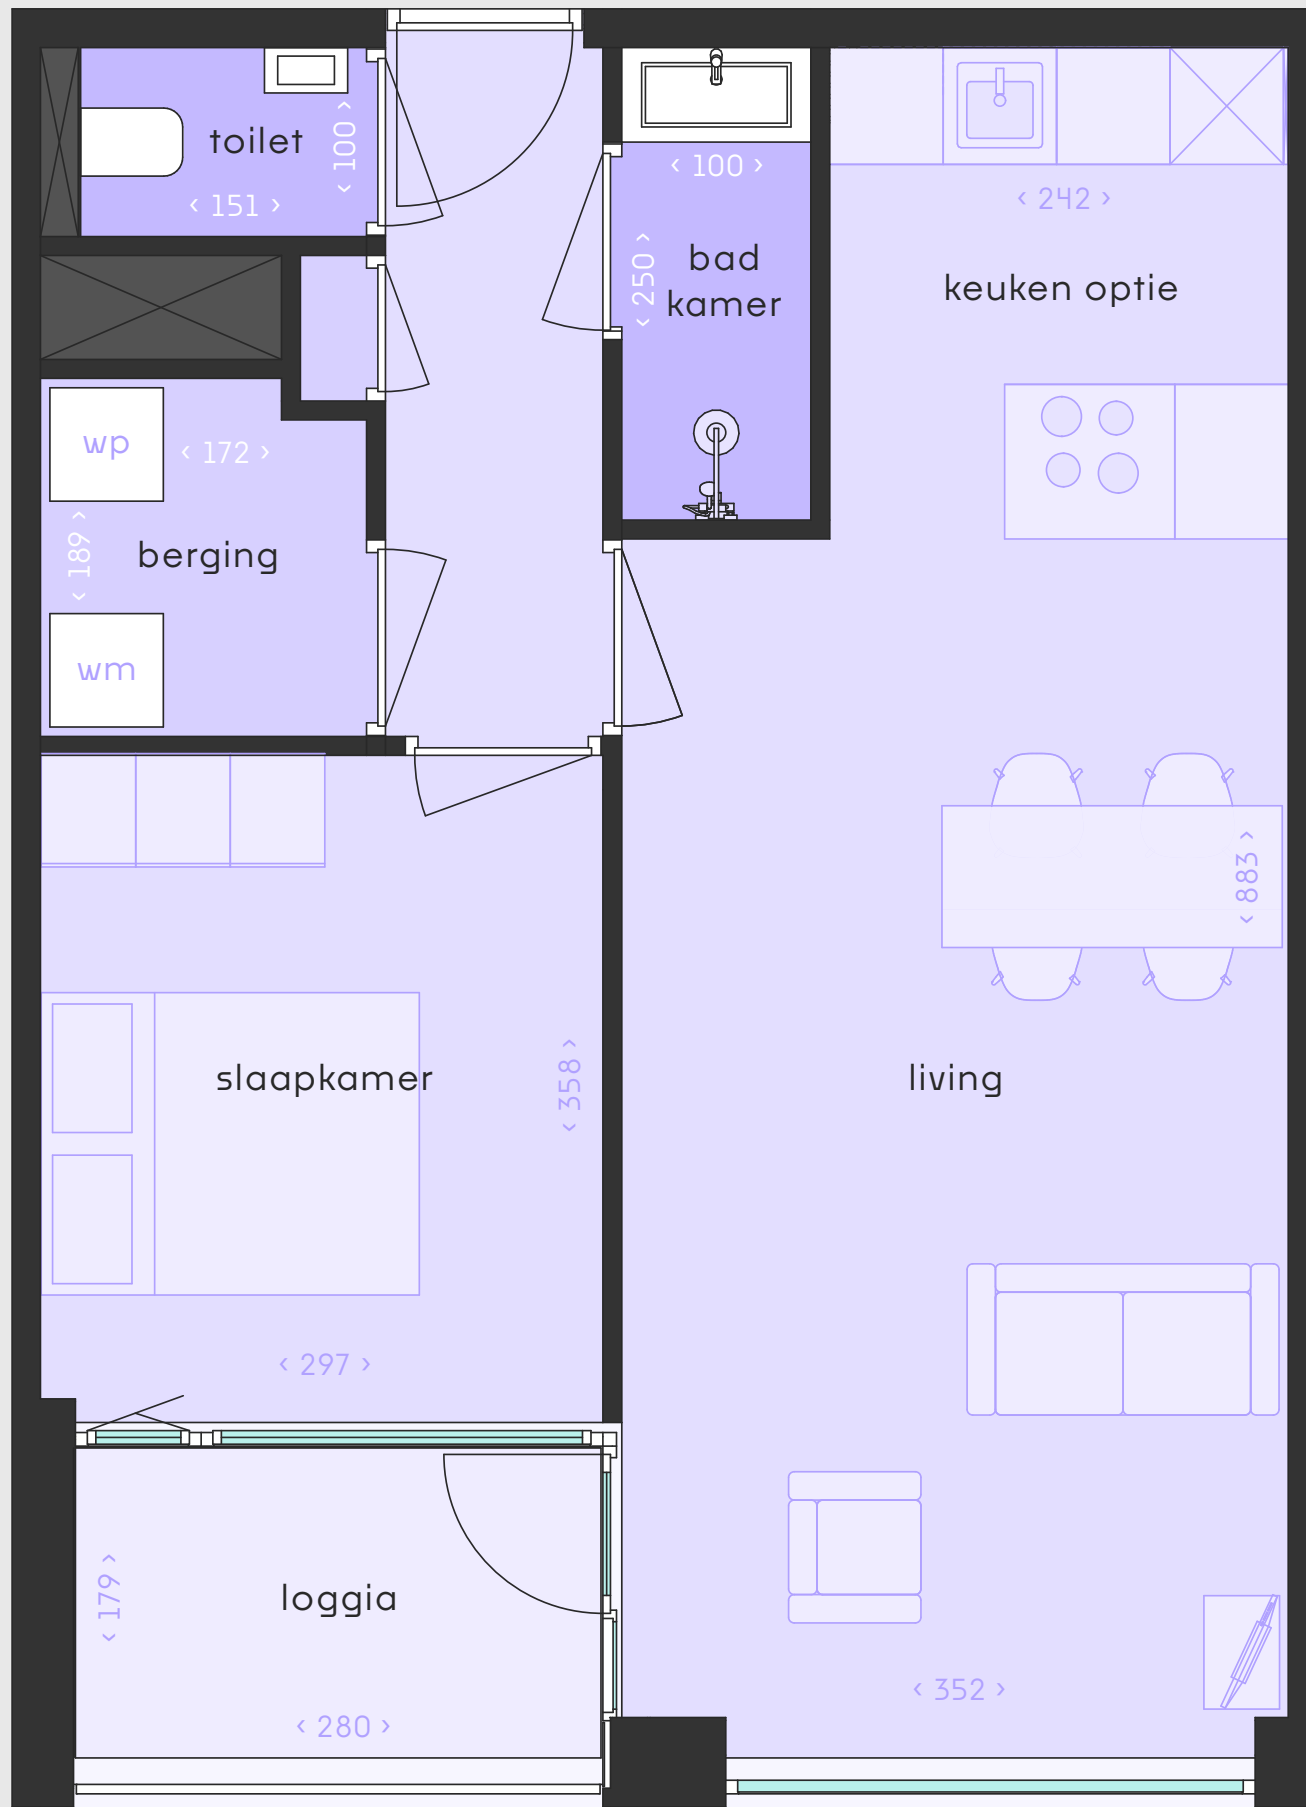 toilet
‹ 100 ›
‹ 151 ›
‹ 100 ›
‹ 250 ›
bad
kamer
‹ 242 ›
keuken optie
wp
‹ 172 ›
‹ 189 ›
berging
wm
‹ 883 ›
slaapkamer
‹ 358 ›
living
‹ 297 ›
‹ 179 ›
loggia
‹ 280 ›
‹ 352 ›